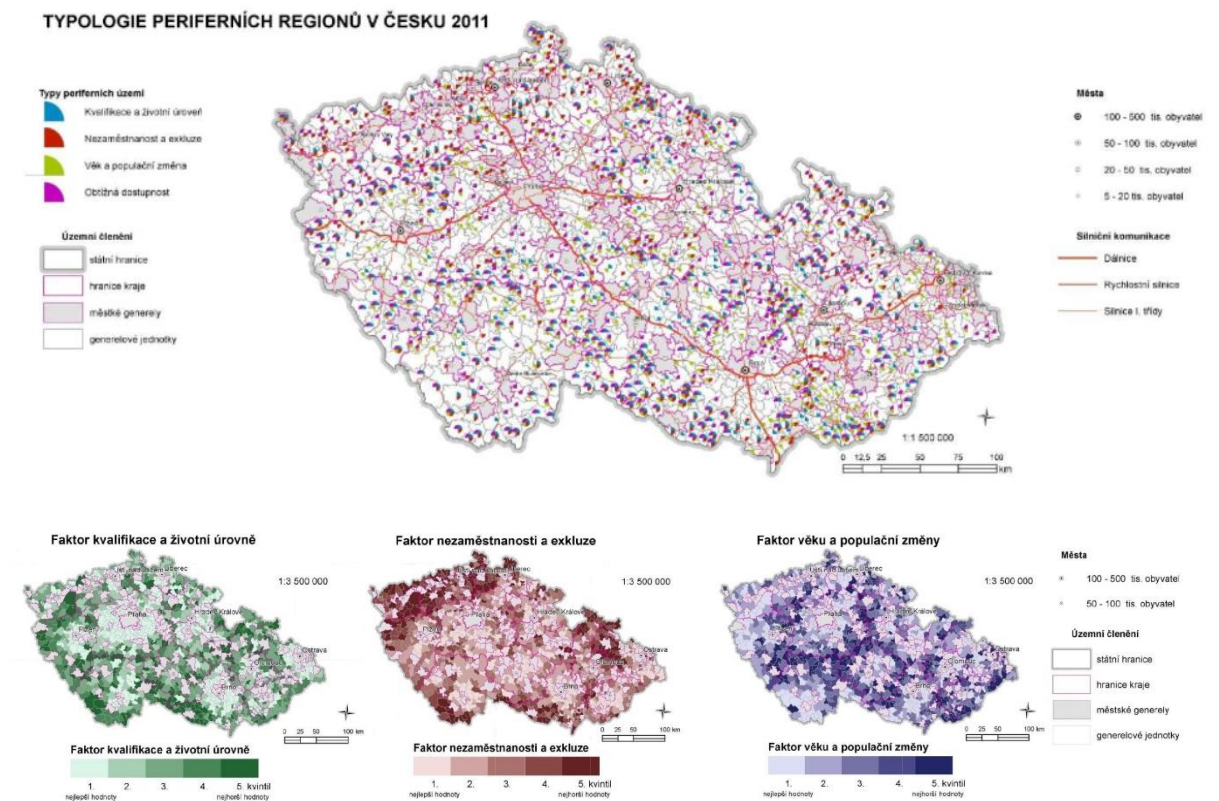 TYPOLOGIE PERIFERNÍCH REGIONŮ V ČESKU 2011
Typy periferních území
Kvalifikace a životní úroveň
Nezaměstnanost a exkluze
Věk a populační změna
Obtížná dostupnost
Územní členění
státní hranice
hranice kraje
městké generely
generelové jednotky
Města
100 - 500 tis. obyvatel
50 - 100 tis. obyvatel
20 - 50 tis. obyvatel
5 - 20 tis. obyvatel
Silniční komunikace
Dálnice
Rychlostní silnice
Silnice I. třídy
1:1 500 000
0 12,5 25 50 75 100
km
Faktor kvalifikace a životní úrovně
1:3 500 000
Liberec
Praha
Hradec Králové
Plzeň
Ostrava
Olomouc
Brno
0 25 50 100 km
Faktor kvalifikace a životní úrovně
1. 2. 3. 4. 5. kvintil
nejlepší hodnoty nejhorší hodnoty
Faktor nezaměstnanosti a exkluze
1:3 500 000
Liberec
Praha
Hradec Králové
Plzeň
Ostrava
Olomouc
Brno
0 25 50 100 km
Faktor nezaměstnanosti a exkluze
1. 2. 3. 4. 5. kvintil
nejlepší hodnoty nejhorší hodnoty
Faktor věku a populační změny
1:3 500 000
Liberec
Praha
Hradec Králové
Plzeň
Ostrava
Olomouc
Brno
0 25 50 100 km
Faktor věku a populační změny
1. 2. 3. 4. 5. kvintil
nejlepší hodnoty nejhorší hodnoty
Města
100 - 500 tis. obyvatel
50 - 100 tis. obyvatel
Územní členění
státní hranice
hranice kraje
městské generely
generelové jednotky